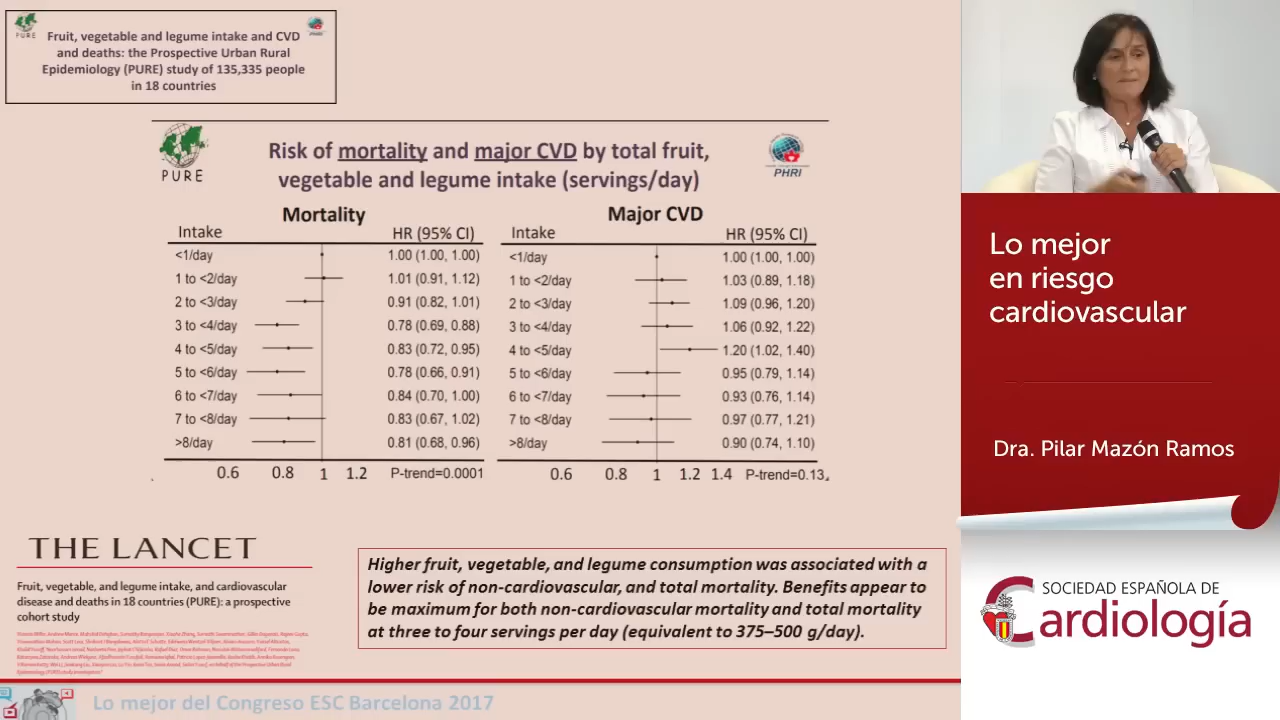 PURE
PHRI
Fruit, vegetable and legume intake and CVD
and deaths: the Prospective Urban Rural
Epidemiology (PURE) study of 135,335 people
in 18 countries
PURE
Risk of mortality and major CVD by total fruit,
vegetable and legume intake (servings/day)
PHRI
Mortality
Intake HR (95% CI)
<1/day 1.00 (1.00, 1.00)
1 to <2/day 1.01 (0.91, 1.12)
2 to <3/day 0.91 (0.82, 1.01)
3 to <4/day 0.78 (0.69, 0.88)
4 to <5/day 0.83 (0.72, 0.95)
5 to <6/day 0.78 (0.66, 0.91)
6 to <7/day 0.84 (0.70, 1.00)
7 to <8/day 0.83 (0.67, 1.02)
>8/day 0.81 (0.68, 0.96)
0.6 0.8 1 1.2 P-trend=0.0001
Major CVD
Intake HR (95% CI)
<1/day 1.00 (1.00, 1.00)
1 to <2/day 1.03 (0.89, 1.18)
2 to <3/day 1.09 (0.96, 1.20)
3 to <4/day 1.06 (0.92, 1.22)
4 to <5/day 1.20 (1.02, 1.40)
5 to <6/day 0.95 (0.79, 1.14)
6 to <7/day 0.93 (0.76, 1.14)
7 to <8/day 0.97 (0.77, 1.21)
>8/day 0.90 (0.74, 1.10)
0.6 0.8 1 1.2 1.4 P-trend=0.13
THE LANCET
Fruit, vegetable, and legume intake, and cardiovascular
disease and deaths in 18 countries (PURE): a prospective
cohort study
Higher fruit, vegetable, and legume consumption was associated with a
lower risk of non-cardiovascular, and total mortality. Benefits appear to
be maximum for both non-cardiovascular mortality and total mortality
at three to four servings per day (equivalent to 375–500 g/day).
Lo mejor del Congreso ESC Barcelona 2017
Lo mejor
en riesgo
cardiovascular
Dra. Pilar Mazón Ramos
SOCIEDAD ESPAÑOLA DE
Cardiología